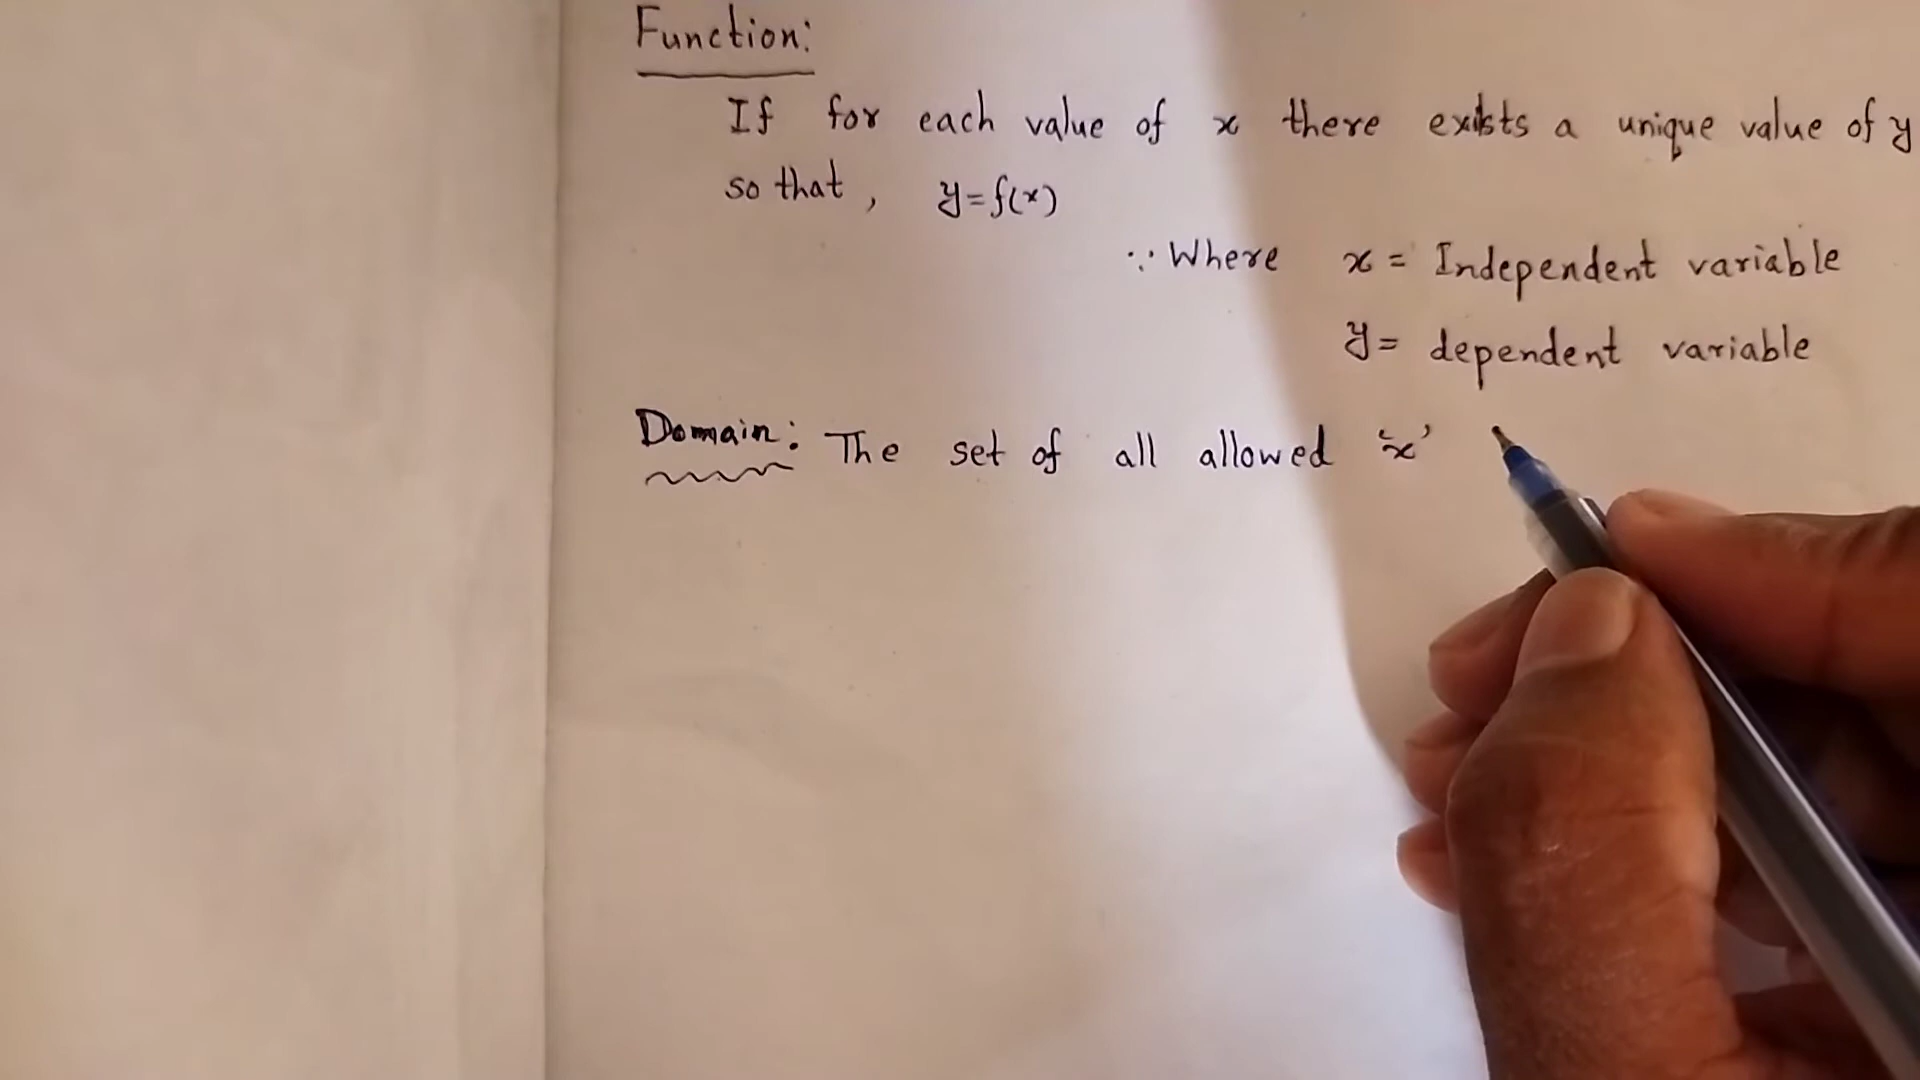 Function:
If for each value of x there exists a unique value of y
so that, y=f(x)
∵ Where x = Independent variable
y = dependent variable
Domain: The set of all allowed 'x'